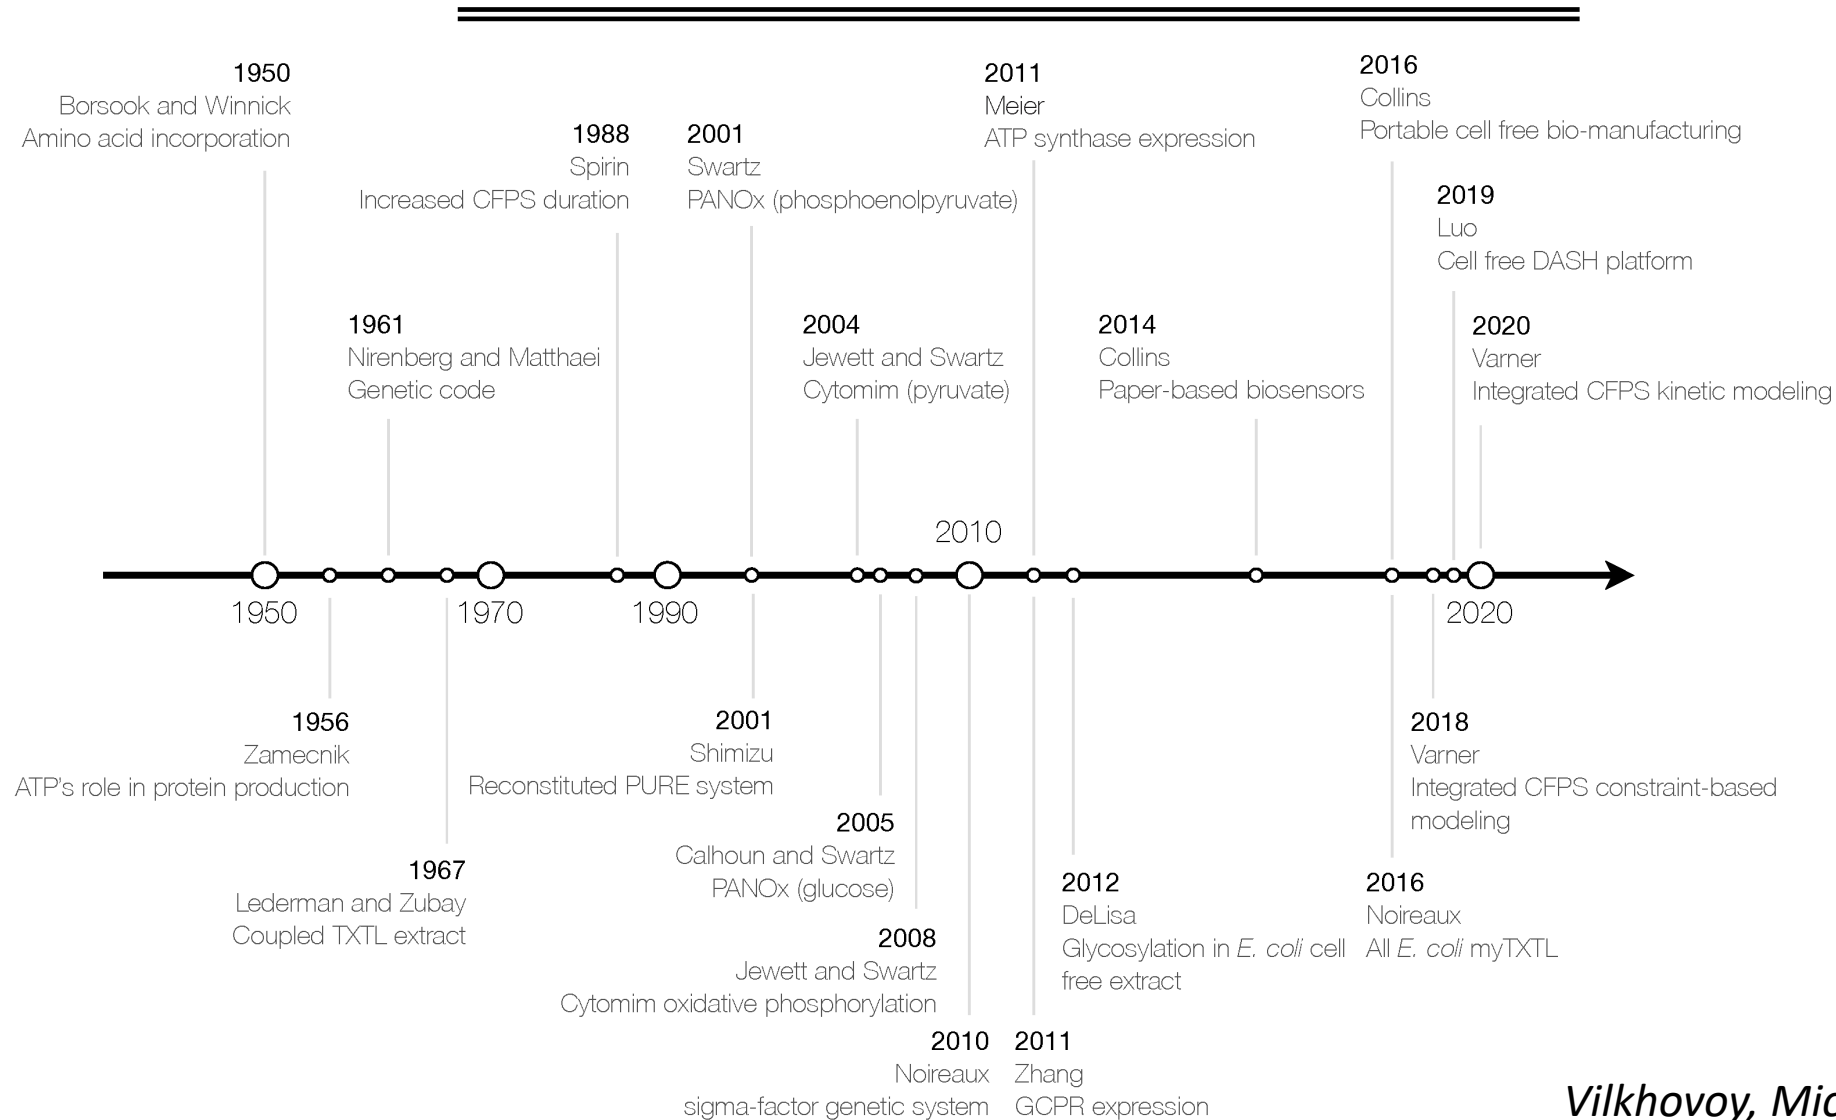 1950
Borsook and Winnick
Amino acid incorporation
1988
Spirin
Increased CFPS duration
2001
Swartz
PANOx (phosphoenolpyruvate)
2011
Meier
ATP synthase expression
2016
Collins
Portable cell free bio-manufacturing
2019
Luo
Cell free DASH platform
1961
Nirenberg and Matthaei
Genetic code
2004
Jewett and Swartz
Cytomim (pyruvate)
2014
Collins
Paper-based biosensors
2020
Varner
Integrated CFPS kinetic modeling
2010
1950
1970
1990
2020
1956
Zamecnik
ATP's role in protein production
1967
Lederman and Zubay
Coupled TXTL extract
2001
Shimizu
Reconstituted PURE system
2005
Calhoun and Swartz
PANOx (glucose)
2008
Jewett and Swartz
Cytomim oxidative phosphorylation
2010
Noireaux
sigma-factor genetic system
2011
Zhang
GCPR expression
2012
DeLisa
Glycosylation in E. coli cell
free extract
2016
Noireaux
All E. coli myTXTL
2018
Varner
Integrated CFPS constraint-based
modeling
Vilkhovoy,